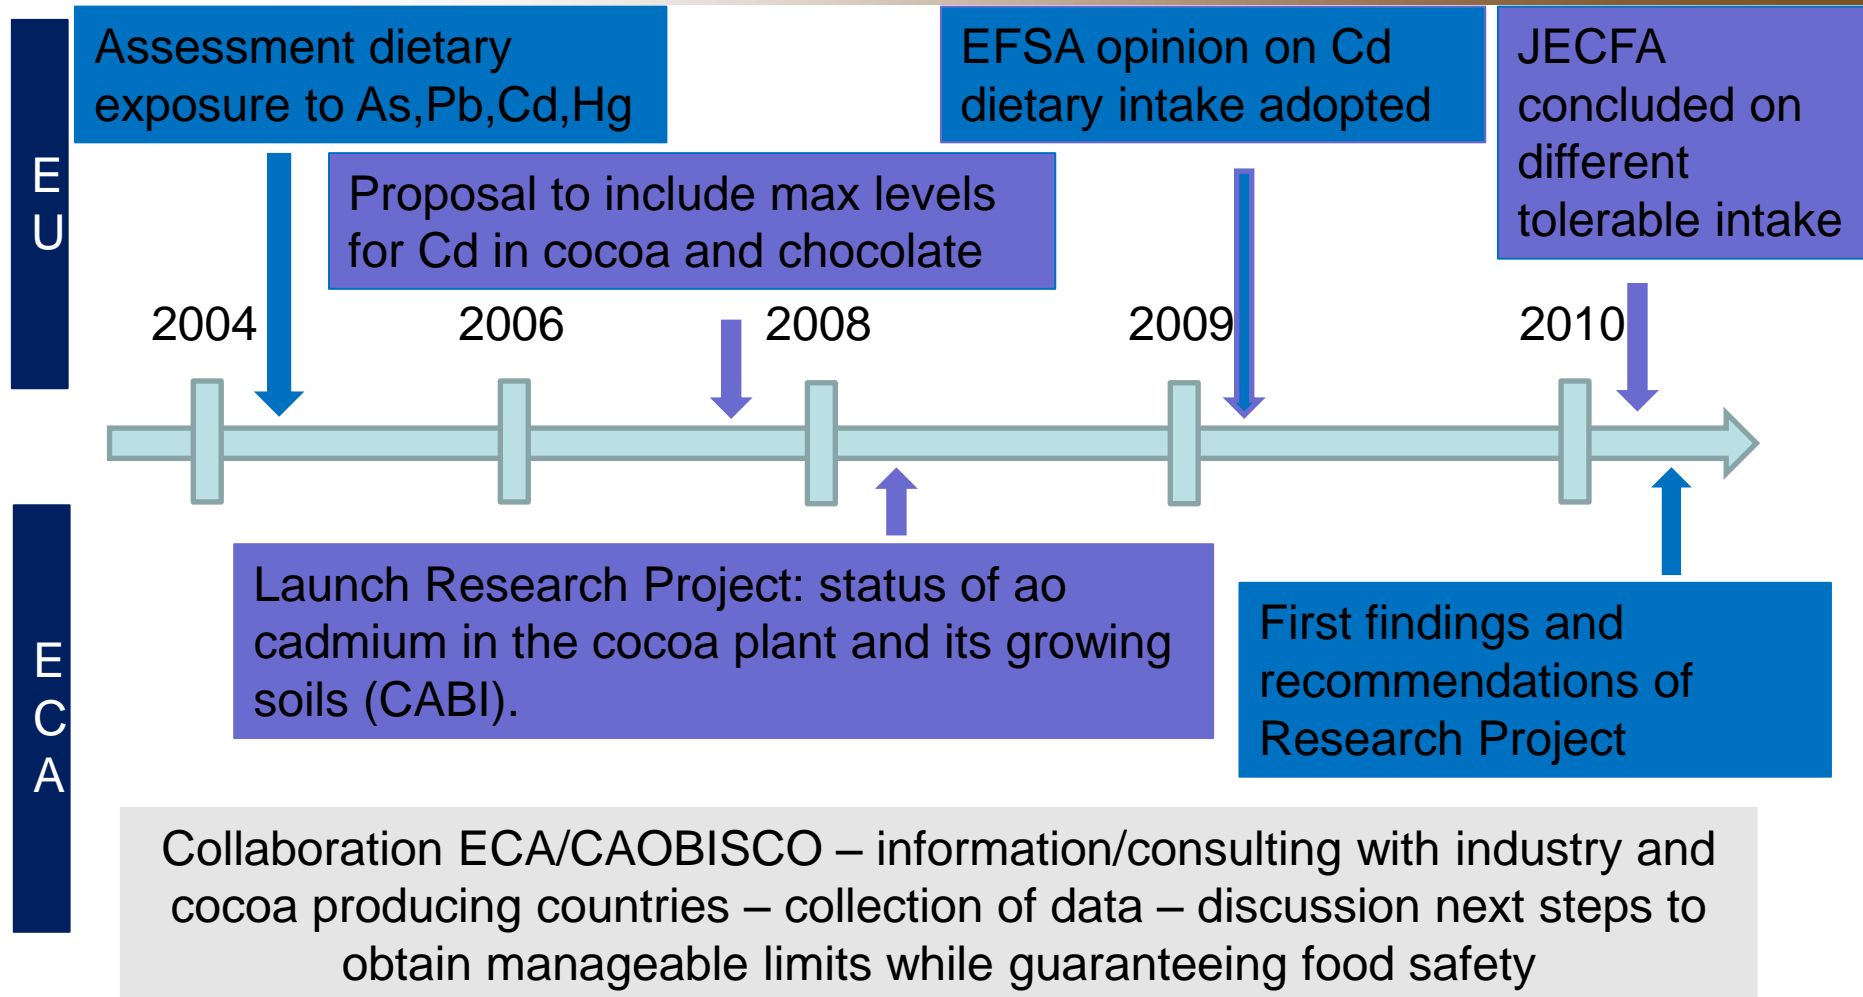 E
U
Assessment dietary
exposure to As,Pb,Cd,Hg
Proposal to include max levels
for Cd in cocoa and chocolate
EFSA opinion on Cd
dietary intake adopted
JECFA
concluded on
different
tolerable intake
2004
2006
2008
2009
2010
E
C
A
Launch Research Project: status of ao
cadmium in the cocoa plant and its growing
soils (CABI).
First findings and
recommendations of
Research Project
Collaboration ECA/CAOBISCO – information/consulting with industry and
cocoa producing countries – collection of data – discussion next steps to
obtain manageable limits while guaranteeing food safety